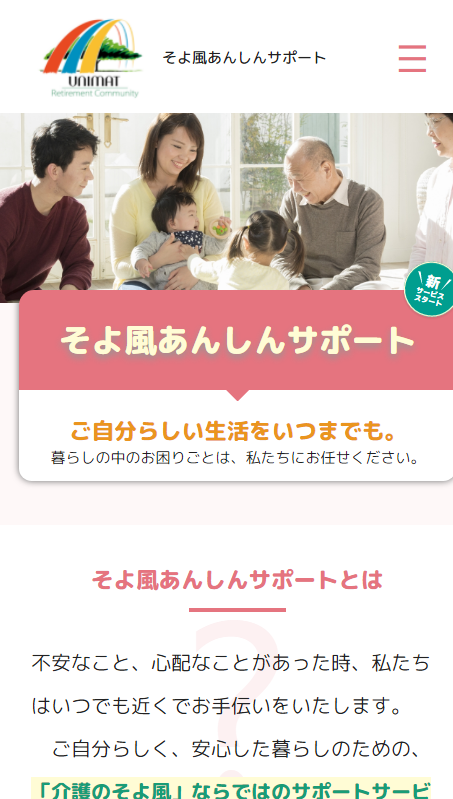 UNIMAT
Retirement Community
そよ風あんしんサポート
新
サービス
スタート
そよ風あんしんサポート
ご自分らしい生活をいつまでも。
暮らしの中のお困りごとは、私たちにお任せください。
そよ風あんしんサポートとは
?
不安なこと、心配なことがあった時、私たち
はいつでも近くでお手伝いをいたします。
ご自分らしく、安心した暮らしのための、
「介護のそよ風」ならではのサポートサービ